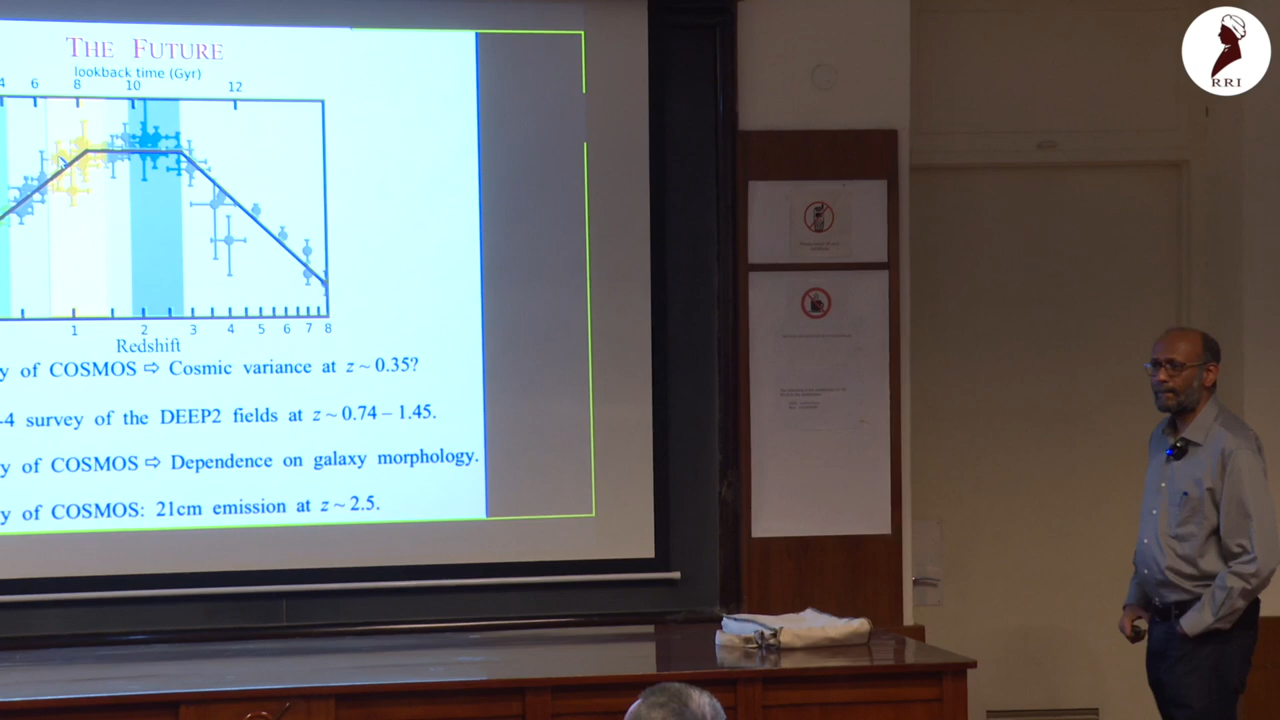 THE FUTURE
lookback time (Gyr)
4 6 8 10 12
1 2 3 4 5 6 7 8
Redshift
y of COSMOS ⇨ Cosmic variance at z ~ 0.35?
-4 survey of the DEEP2 fields at z ~ 0.74 – 1.45.
y of COSMOS ⇨ Dependence on galaxy morphology.
y of COSMOS: 21cm emission at z ~ 2.5.
RRI